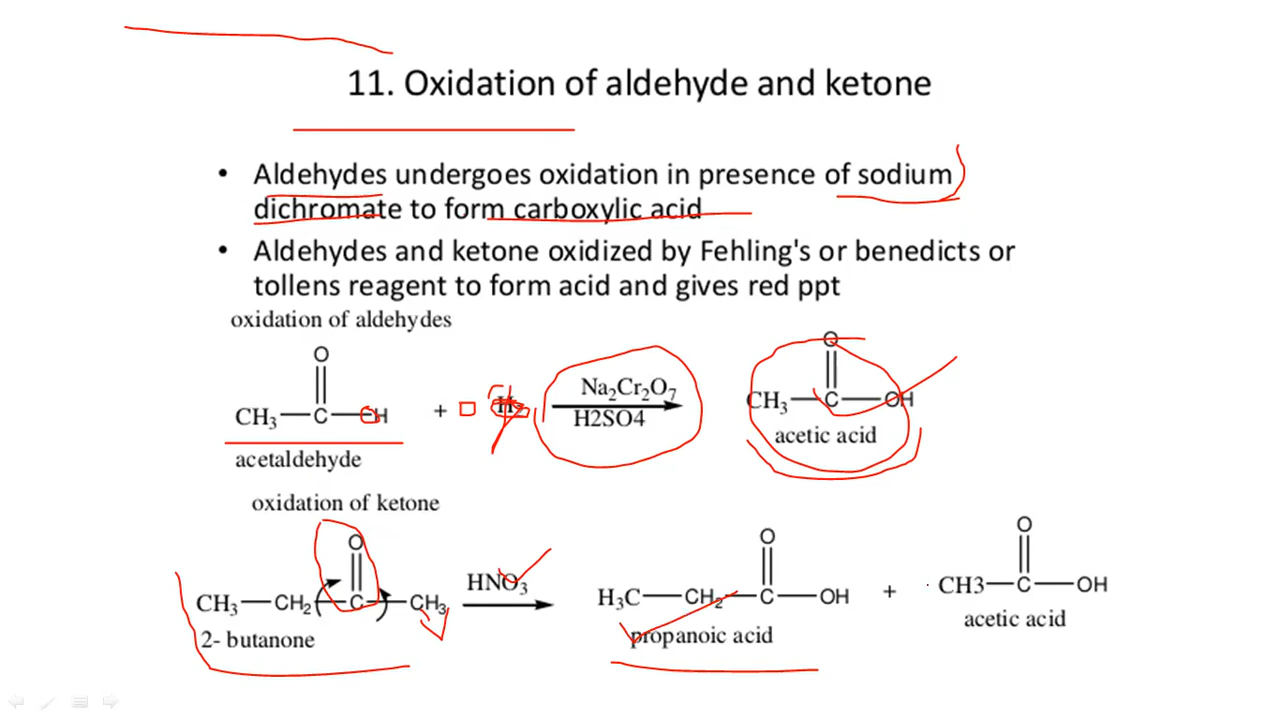 11. Oxidation of aldehyde and ketone
• Aldehydes undergoes oxidation in presence of sodium
dichromate to form carboxylic acid
• Aldehydes and ketone oxidized by Fehling's or benedicts or
tollens reagent to form acid and gives red ppt
oxidation of aldehydes
O
CH3—C—H
+
Na2Cr2O7
H2SO4
O
CH3—C—OH
acetaldehyde
acetic acid
oxidation of ketone
O
CH3—CH2—C—CH3
HNO3
O
H3C—CH2—C—OH
+
O
CH3—C—OH
2- butanone
propanoic acid
acetic acid